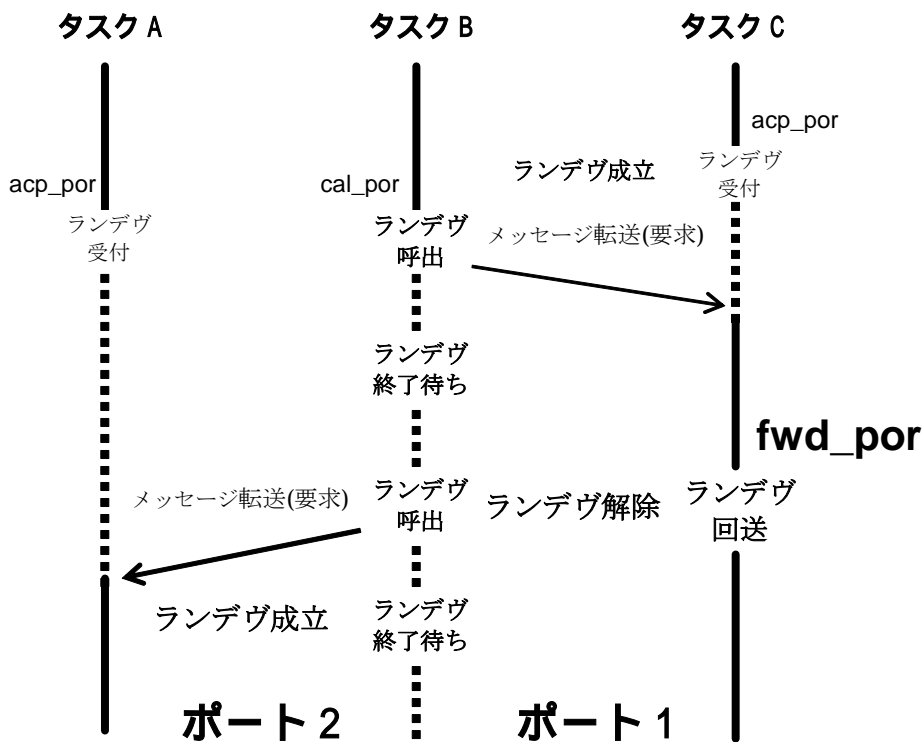 タスク A
タスク B
タスク C
acp_por
acp_por
cal_por
ランデヴ成立
ランデヴ
受付
ランデヴ
受付
ランデヴ
呼出
メッセージ転送(要求)
ランデヴ
終了待ち
fwd_por
メッセージ転送(要求)
ランデヴ
呼出
ランデヴ解除
ランデヴ
回送
ランデヴ成立
ランデヴ
終了待ち
ポート 2
ポート 1